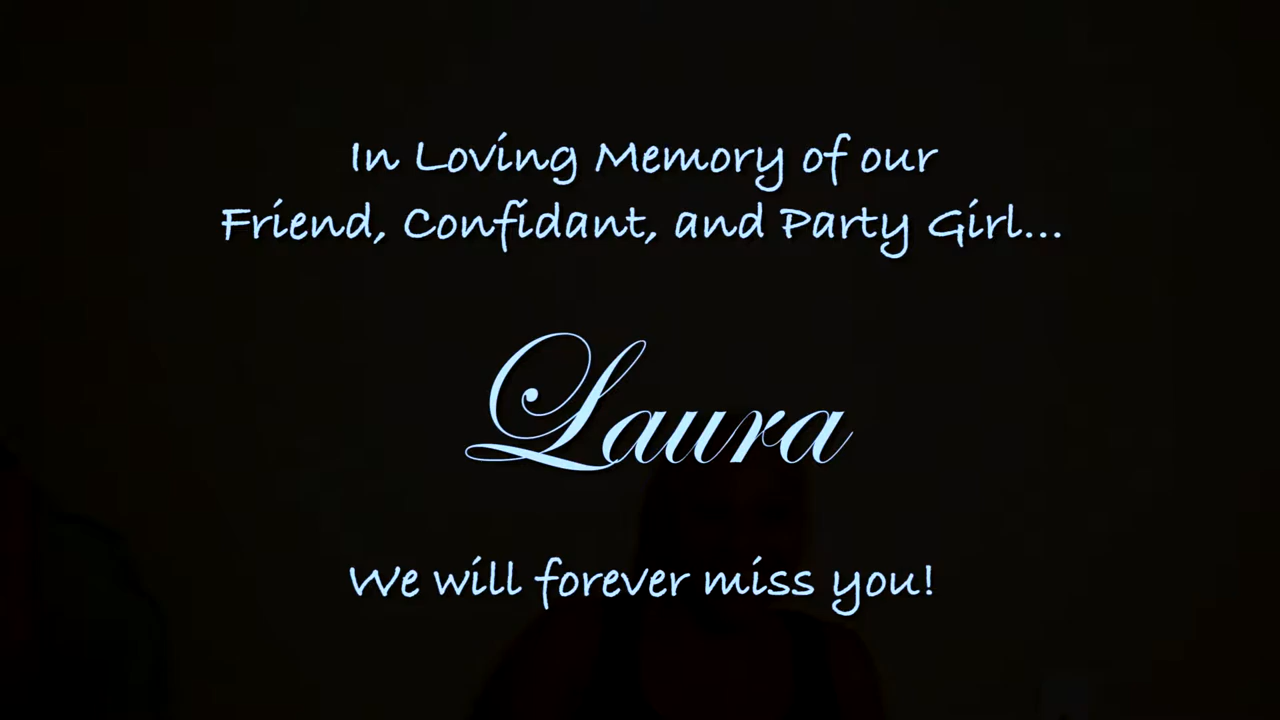 In Loving Memory of our
Friend, Confidant, and Party Girl...
Laura
We will forever miss you!